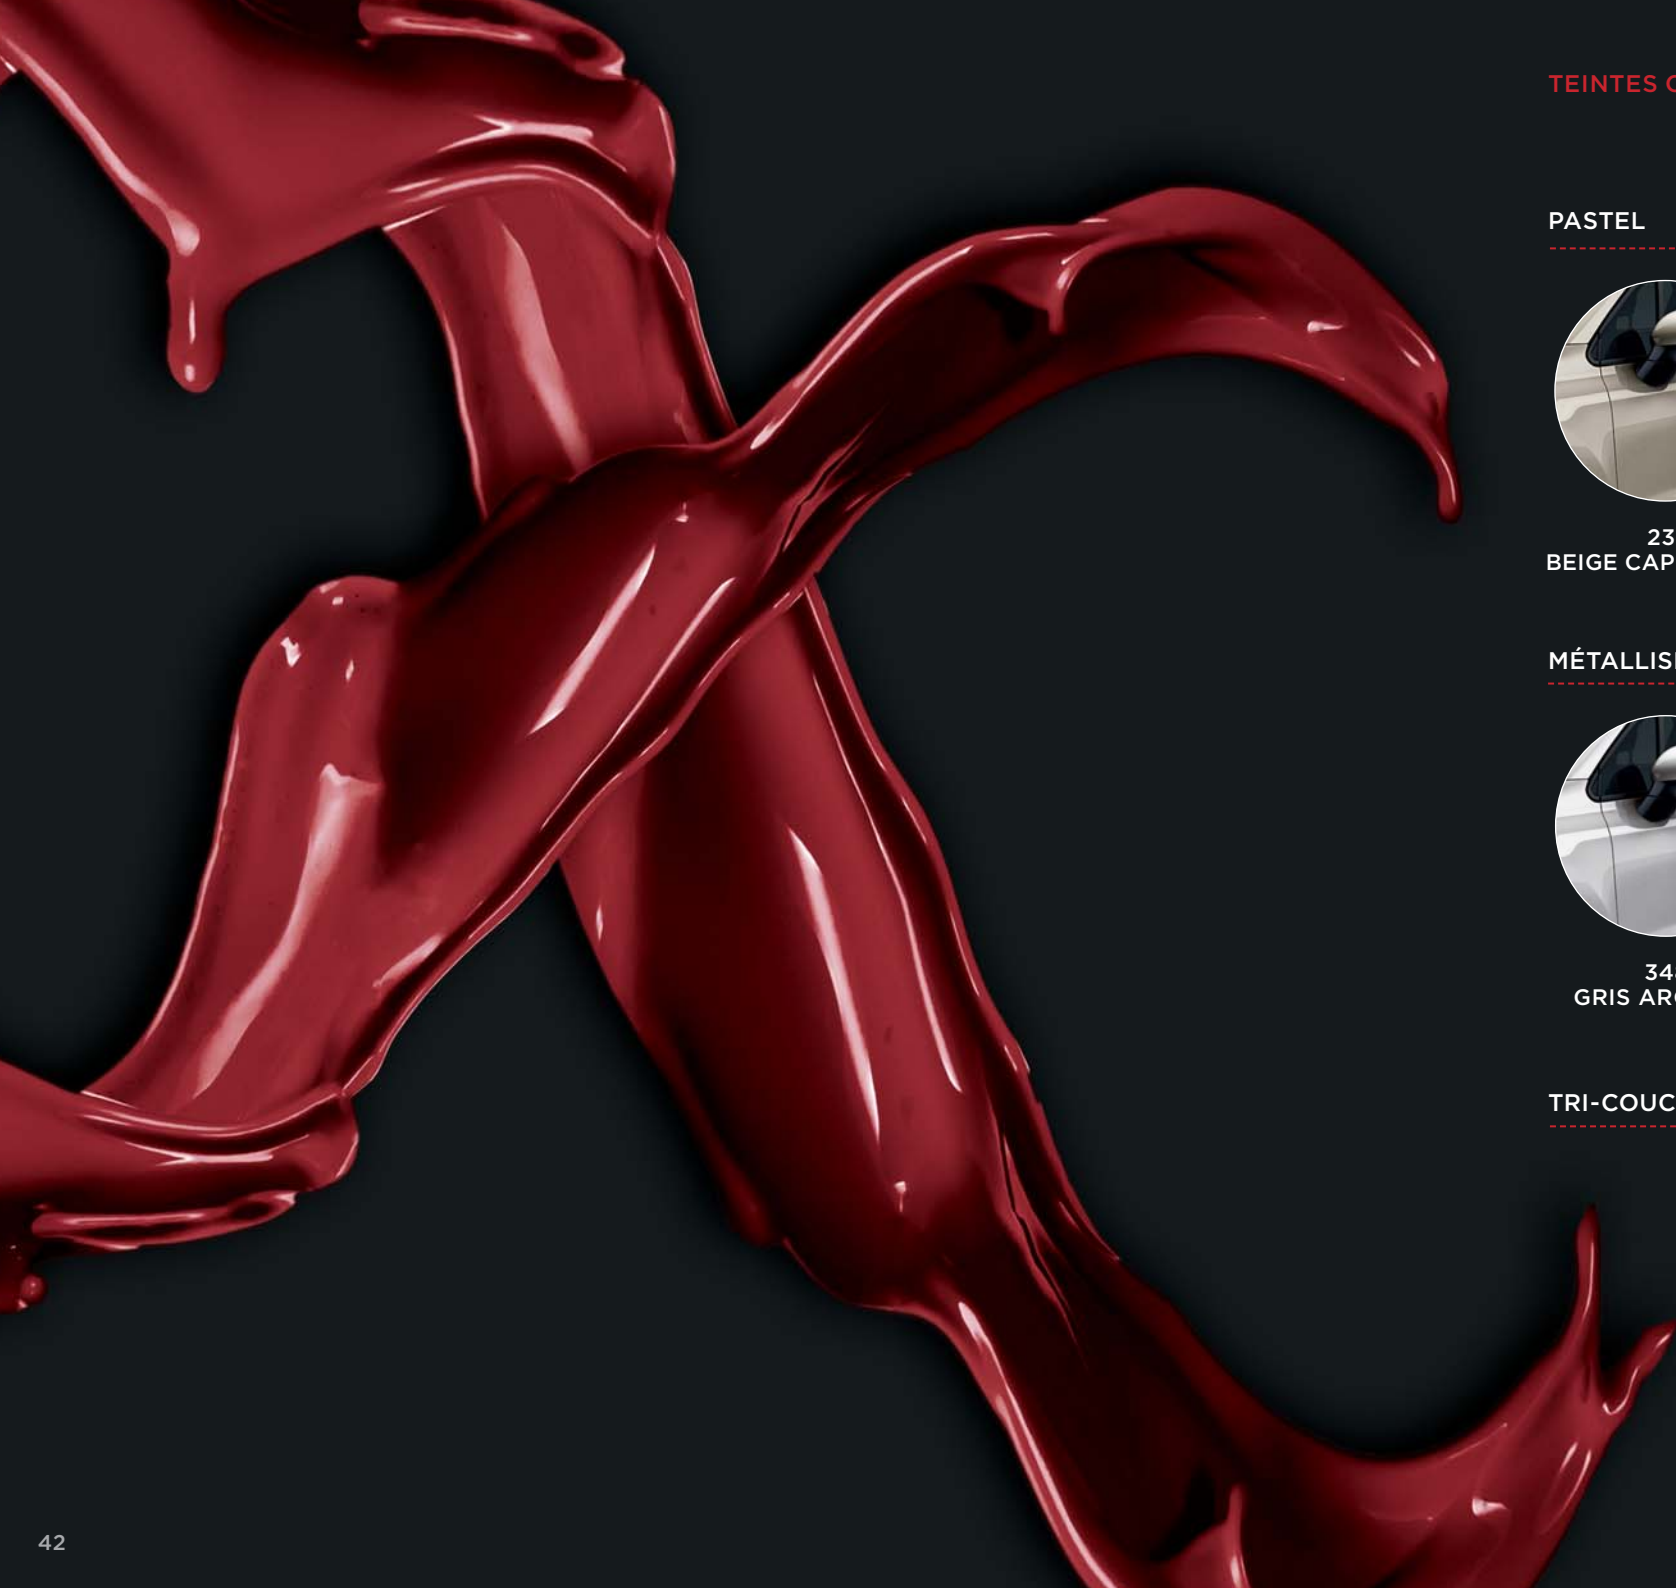 TEINTES
PASTEL
23
BEIGE CAP
MÉTALLIS
34
GRIS AR
TRI-COUC
42